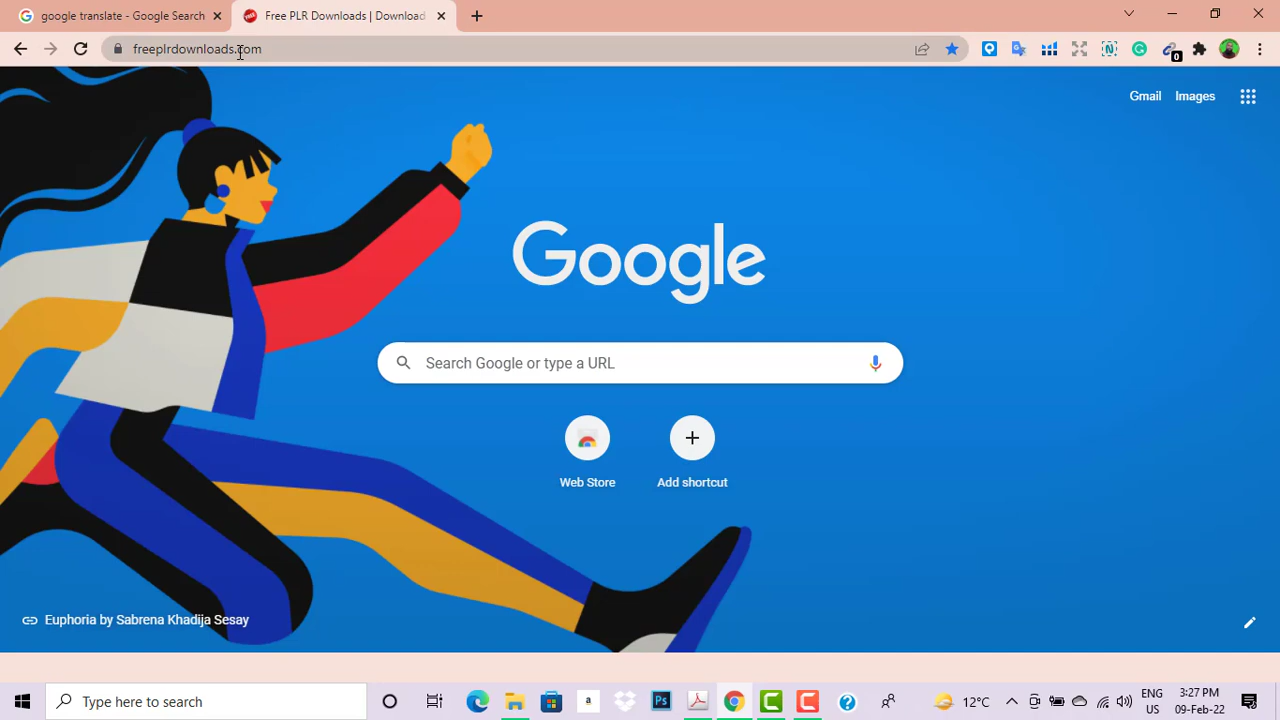 google translate - Google Search
Free PLR Downloads | Download
freeplrdownloads.com
0
Gmail
Images
Google
Search Google or type a URL
Web Store
Add shortcut
Euphoria by Sabrena Khadija Sesay
Type here to search
a
Ps
12°C
ENG
US
3:27 PM
09-Feb-22